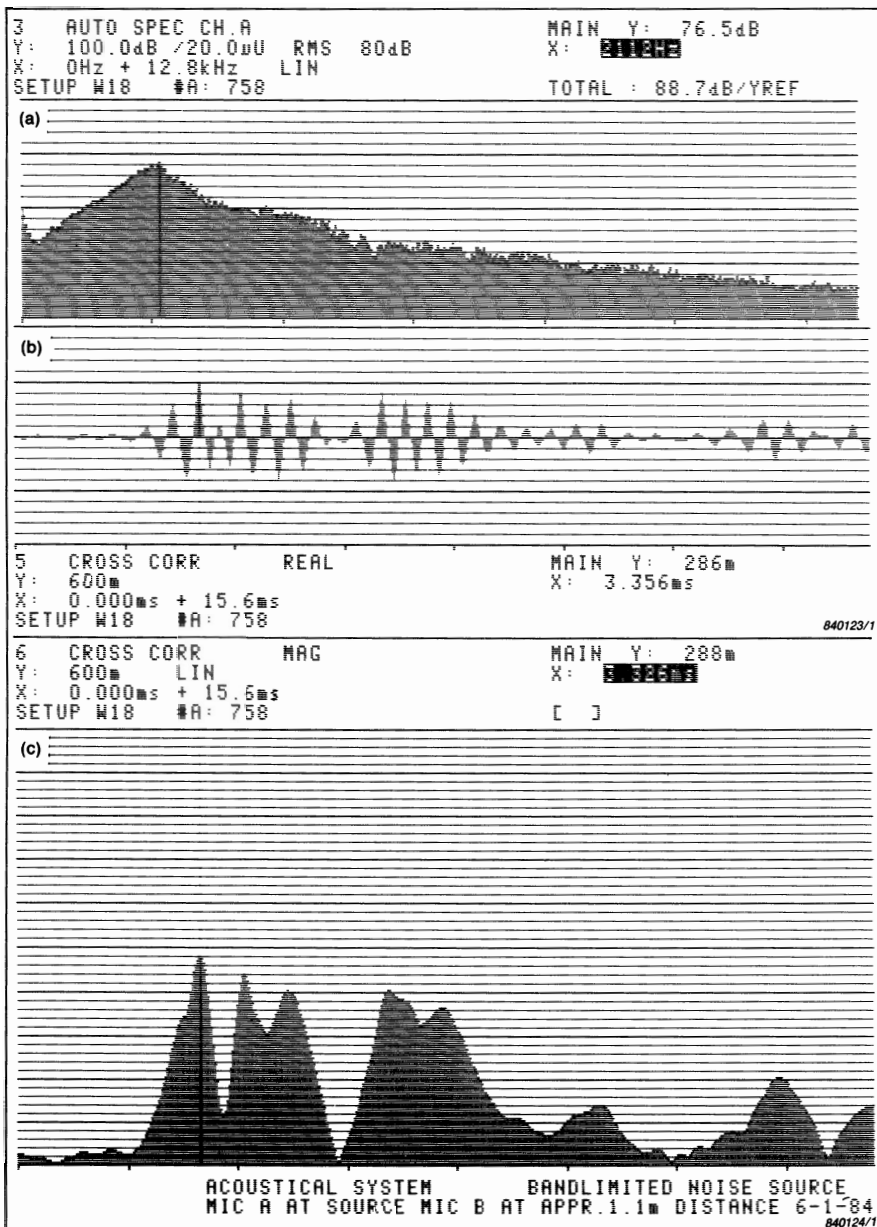 3 AUTO SPEC CH.A MAIN Y: 76.5dB
Y: 100.0dB /20.0µU RMS 80dB X: 2112Hz
X: 0Hz + 12.8kHz LIN
SETUP W18 #A: 758 TOTAL : 88.7dB/YREF
(a)
(b)
5 CROSS CORR REAL MAIN Y: 286m
Y: 600m X: 3.356ms
X: 0.000ms + 15.6ms
SETUP W18 #A: 758
840123/1
6 CROSS CORR MAG MAIN Y: 288m
Y: 600m LIN X: 3.326ms
X: 0.000ms + 15.6ms
SETUP W18 #A: 758 [ ]
(c)
ACOUSTICAL SYSTEM BANDLIMITED NOISE SOURCE
MIC A AT SOURCE MIC B AT APPR.1.1m DISTANCE 6-1-84
840124/1